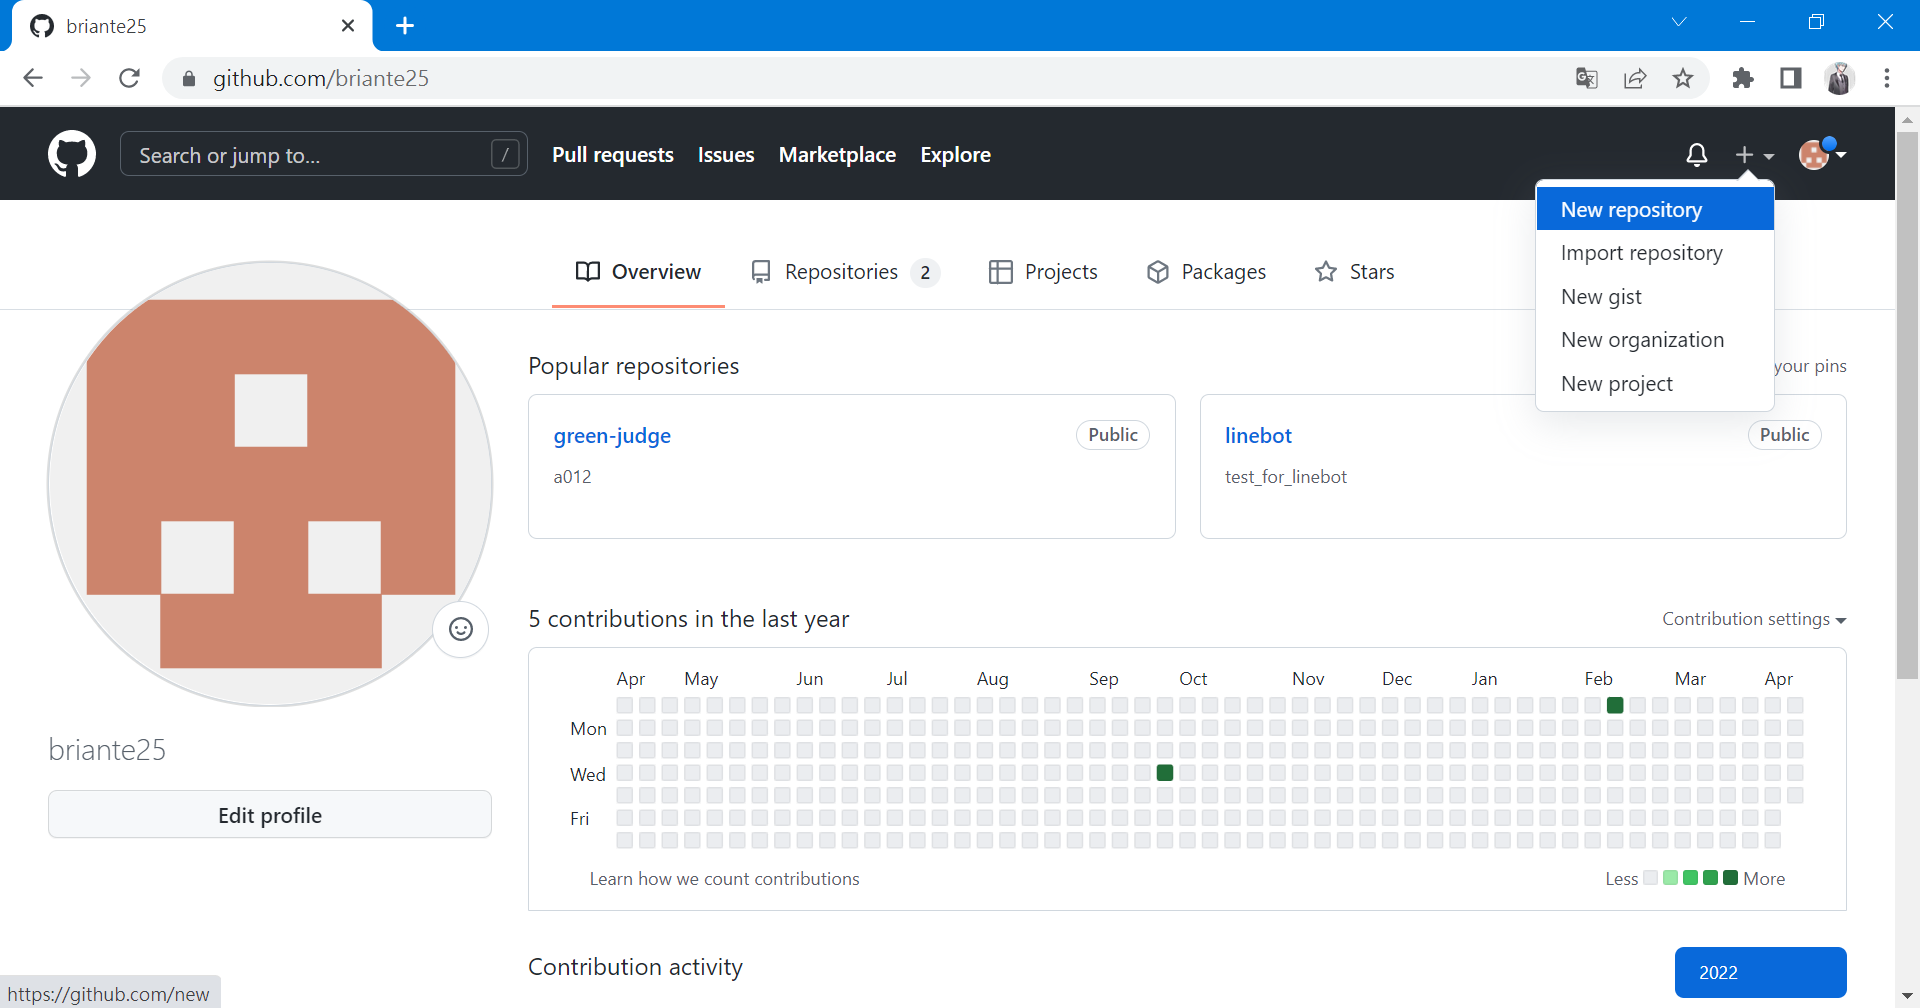 briante25
github.com/briante25
Search or jump to...
/
Pull requests
Issues
Marketplace
Explore
New repository
Import repository
New gist
New organization
New project
Overview
Repositories 2
Projects
Packages
Stars
Popular repositories
your pins
green-judge
Public
a012
linebot
Public
test_for_linebot
briante25
Edit profile
5 contributions in the last year
Contribution settings
Apr May Jun Jul Aug Sep Oct Nov Dec Jan Feb Mar Apr
Mon
Wed
Fri
Learn how we count contributions
Less More
Contribution activity
2022
https://github.com/new